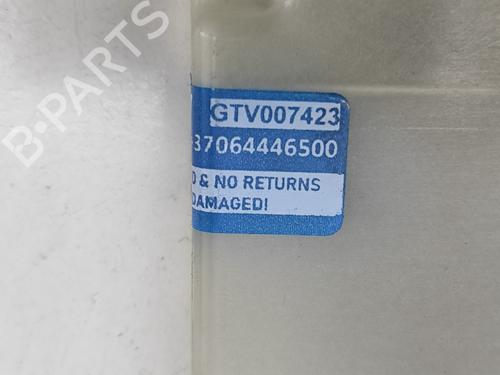 B-PARTS
GTV007423
37064446500
& NO RETURNS
DAMAGED!